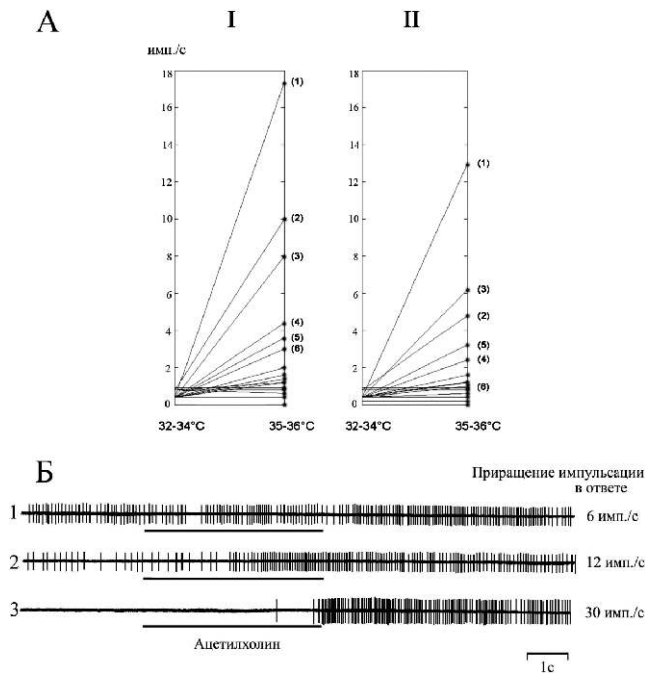 А
I
II
имп./с
18
16
14
12
10
8
6
4
2
0
(1)
(2)
(3)
(4)
(5)
(6)
32-34°C
35-36°C
18
16
14
12
10
8
6
4
2
0
(1)
(3)
(2)
(5)
(4)
(6)
32-34°C
35-36°C
Б
Приращение импульсации
в ответе
1
6 имп./с
2
12 имп./с
3
30 имп./с
Ацетилхолин
1с